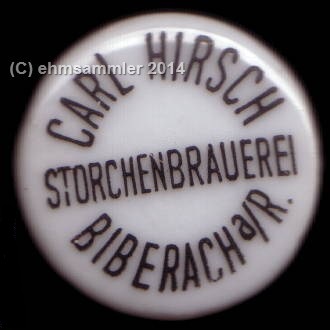 (C) ehmsammler 2014
CARL HIRSCH
STORCHENBRAUEREI
BIBERACH a/R.